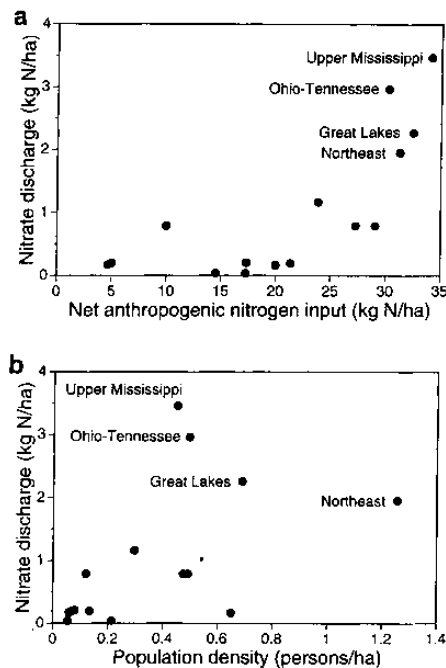 a
Nitrate discharge (kg N/ha)
4
3
2
1
0
Upper Mississippi
Ohio-Tennessee
Great Lakes
Northeast
0 5 10 15 20 25 30 35
Net anthropogenic nitrogen input (kg N/ha)
b
Nitrate discharge (kg N/ha)
4
3
2
1
0
Upper Mississippi
Ohio-Tennessee
Great Lakes
Northeast
0 0.2 0.4 0.6 0.8 1 1.2 1.4
Population density (persons/ha)